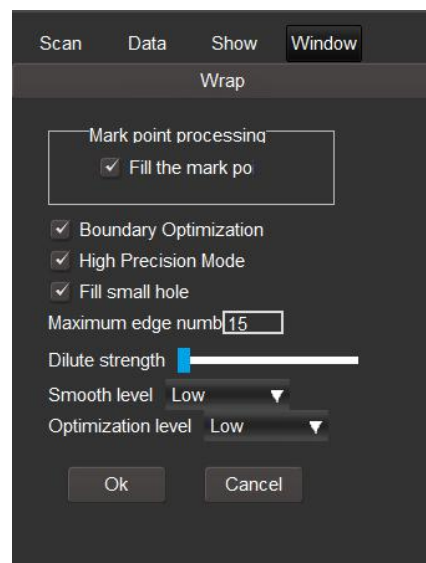 Scan Data Show Window
Wrap
Mark point processing
Fill the mark po
Boundary Optimization
High Precision Mode
Fill small hole
Maximum edge numb 15
Dilute strength
Smooth level Low
Optimization level Low
Ok Cancel